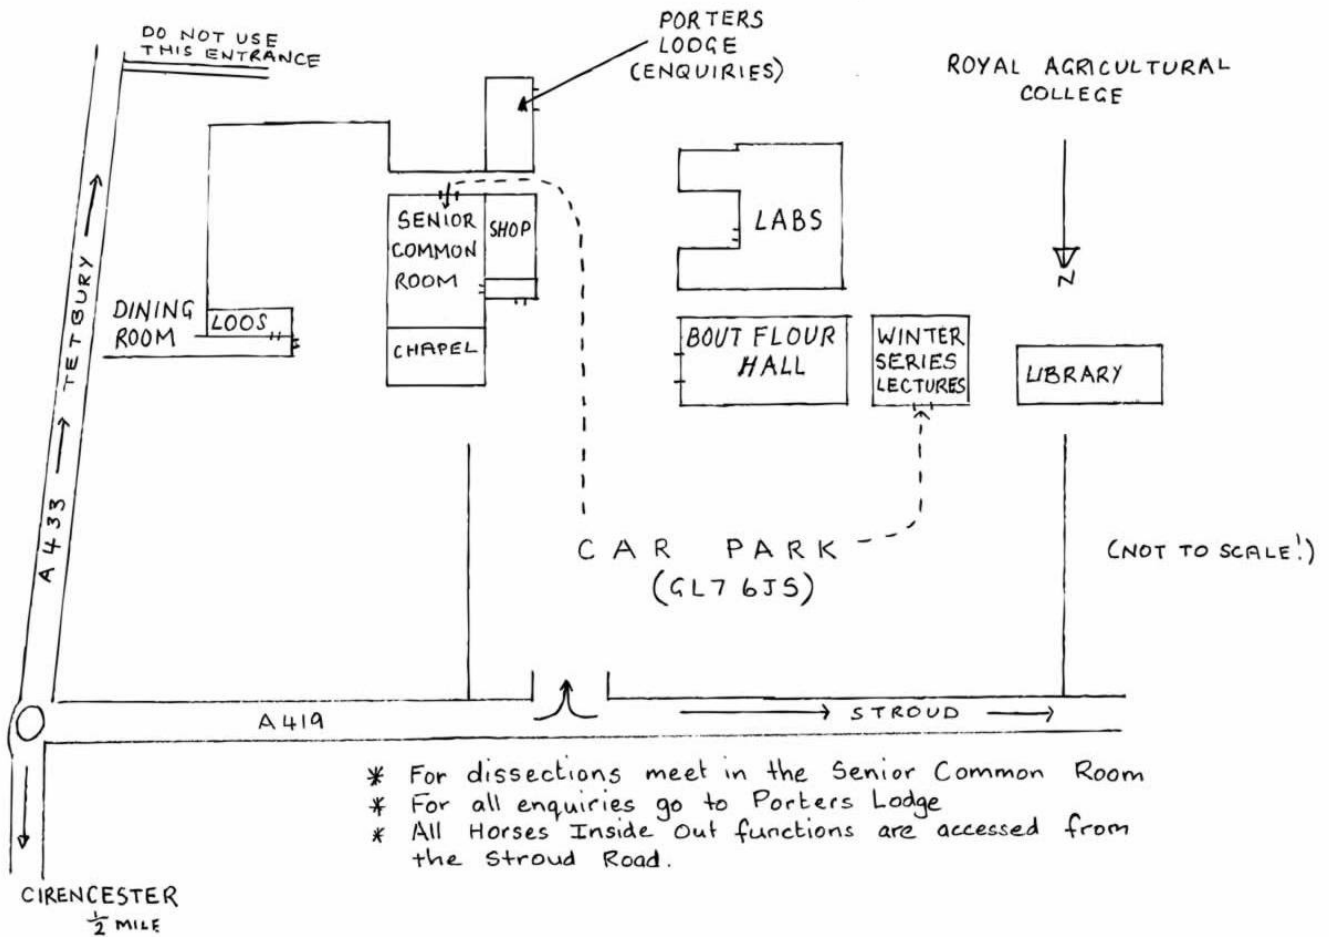 DO NOT USE
THIS ENTRANCE
PORTERS
LODGE
(ENQUIRIES)
ROYAL AGRICULTURAL
COLLEGE
N
SENIOR
COMMON
ROOM
SHOP
CHAPEL
LABS
DINING
ROOM
LOOS
BOUT FLOUR
HALL
WINTER
SERIES
LECTURES
LIBRARY
A433
TETBURY
CAR PARK
(GL7 6JS)
(NOT TO SCALE!)
A419
STROUD
* For dissections meet in the Senior Common Room
* For all enquiries go to Porters Lodge
* All Horses Inside Out functions are accessed from
the Stroud Road.
CIRENCESTER
1/2 MILE